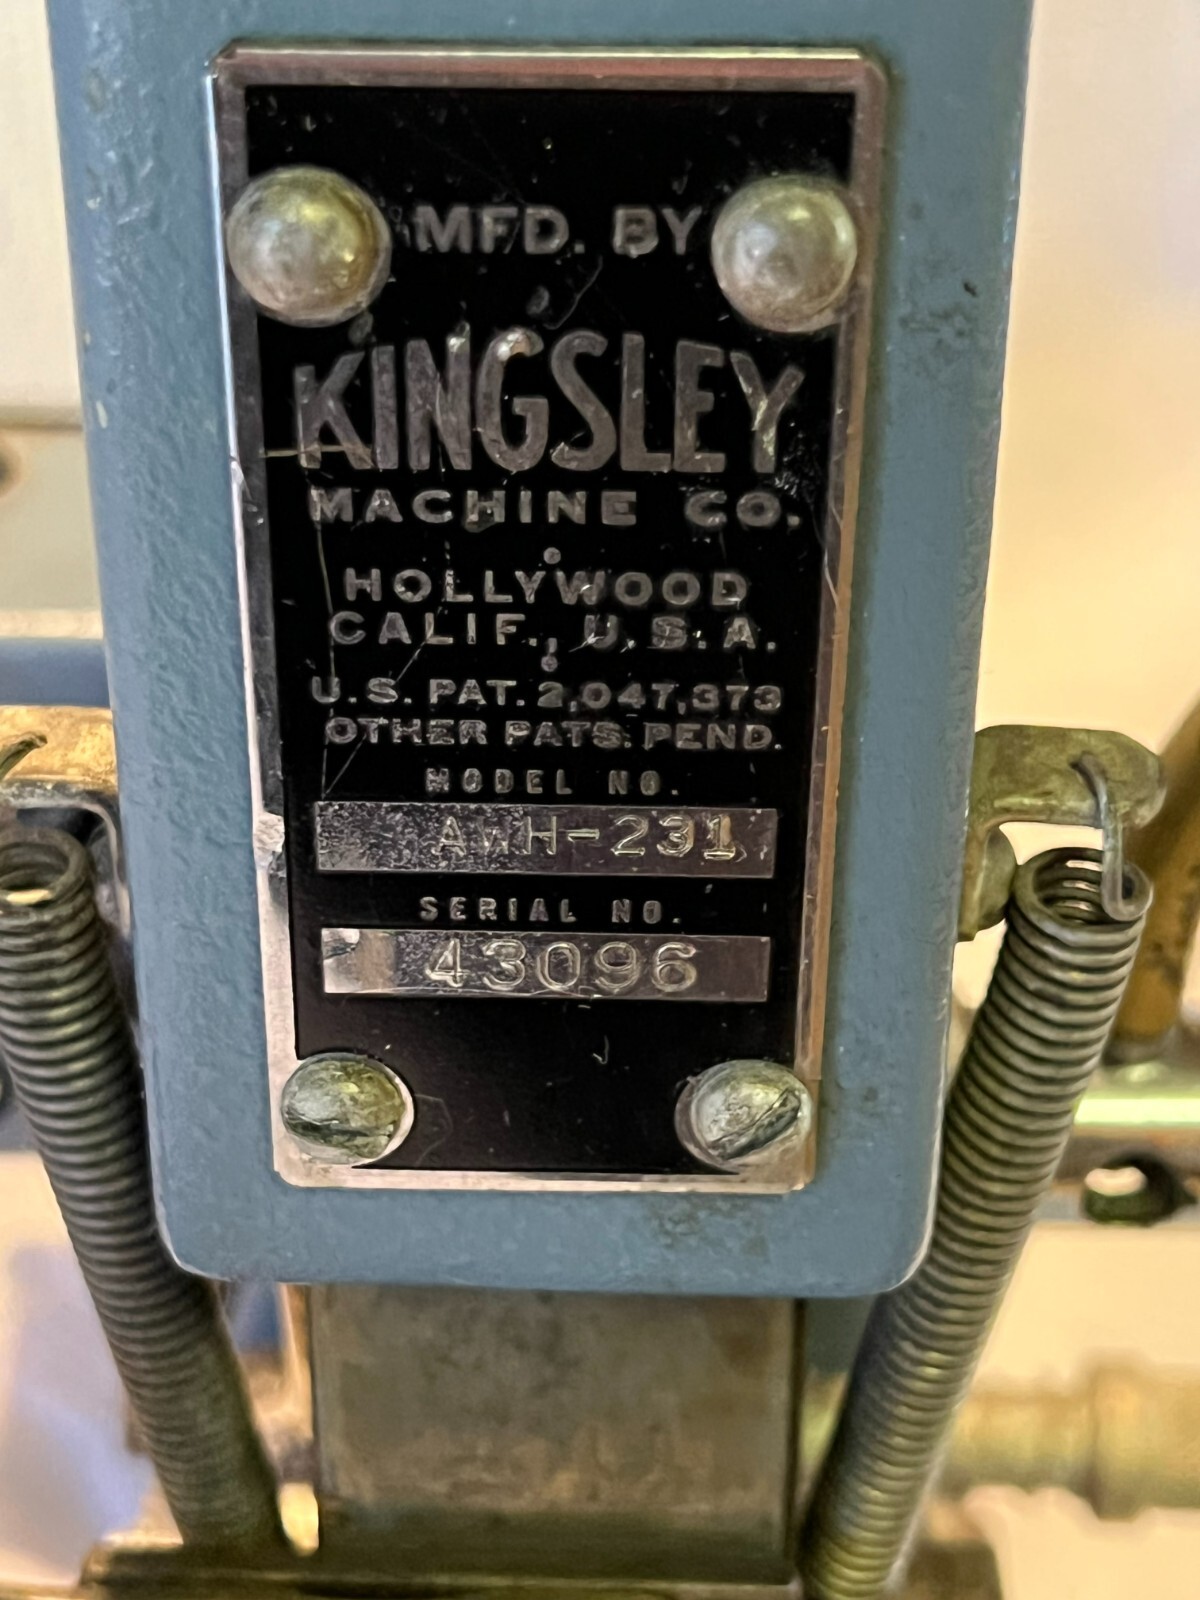 MFD. BY
KINGSLEY
MACHINE CO.
HOLLYWOOD
CALIF., U.S.A.
U.S. PAT. 2,047,373
OTHER PATS. PEND.
MODEL NO.
AWH-231
SERIAL NO.
43096